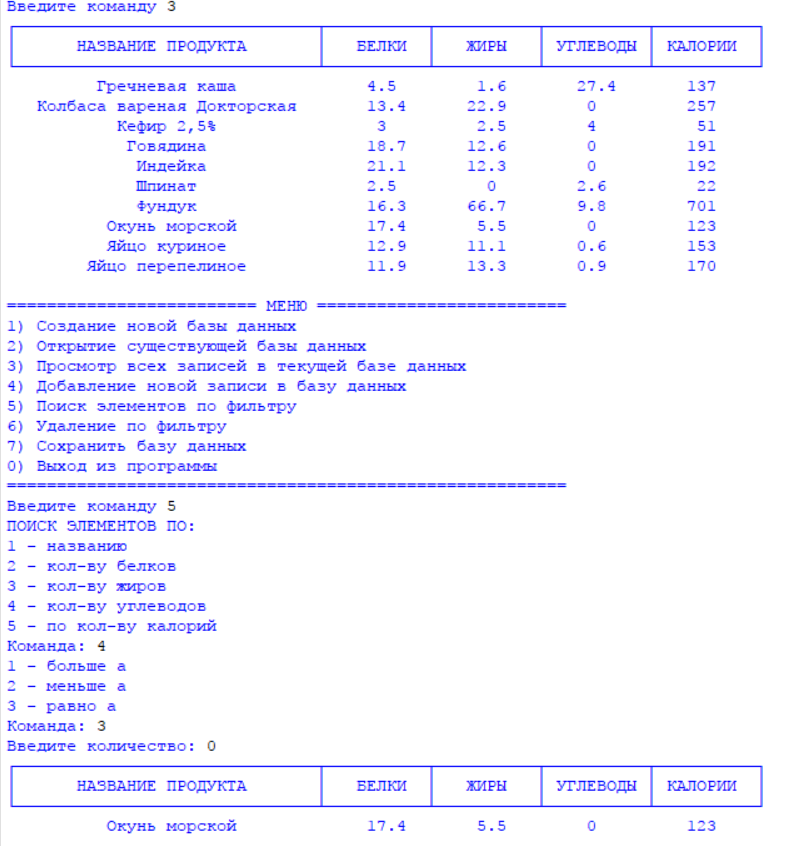 Введите команду 3
НАЗВАНИЕ ПРОДУКТА БЕЛКИ ЖИРЫ УГЛЕВОДЫ КАЛОРИИ
Гречневая каша 4.5 1.6 27.4 137
Колбаса вареная Докторская 13.4 22.9 0 257
Кефир 2,5% 3 2.5 4 51
Говядина 18.7 12.6 0 191
Индейка 21.1 12.3 0 192
Шпинат 2.5 0 2.6 22
Фундук 16.3 66.7 9.8 701
Окунь морской 17.4 5.5 0 123
Яйцо куриное 12.9 11.1 0.6 153
Яйцо перепелиное 11.9 13.3 0.9 170
========================= МЕНЮ =========================
1) Создание новой базы данных
2) Открытие существующей базы данных
3) Просмотр всех записей в текущей базе данных
4) Добавление новой записи в базу данных
5) Поиск элементов по фильтру
6) Удаление по фильтру
7) Сохранить базу данных
0) Выход из программы
========================================================
Введите команду 5
ПОИСК ЭЛЕМЕНТОВ ПО:
1 - названию
2 - кол-ву белков
3 - кол-ву жиров
4 - кол-ву углеводов
5 - по кол-ву калорий
Команда: 4
1 - больше а
2 - меньше а
3 - равно а
Команда: 3
Введите количество: 0
НАЗВАНИЕ ПРОДУКТА БЕЛКИ ЖИРЫ УГЛЕВОДЫ КАЛОРИИ
Окунь морской 17.4 5.5 0 123